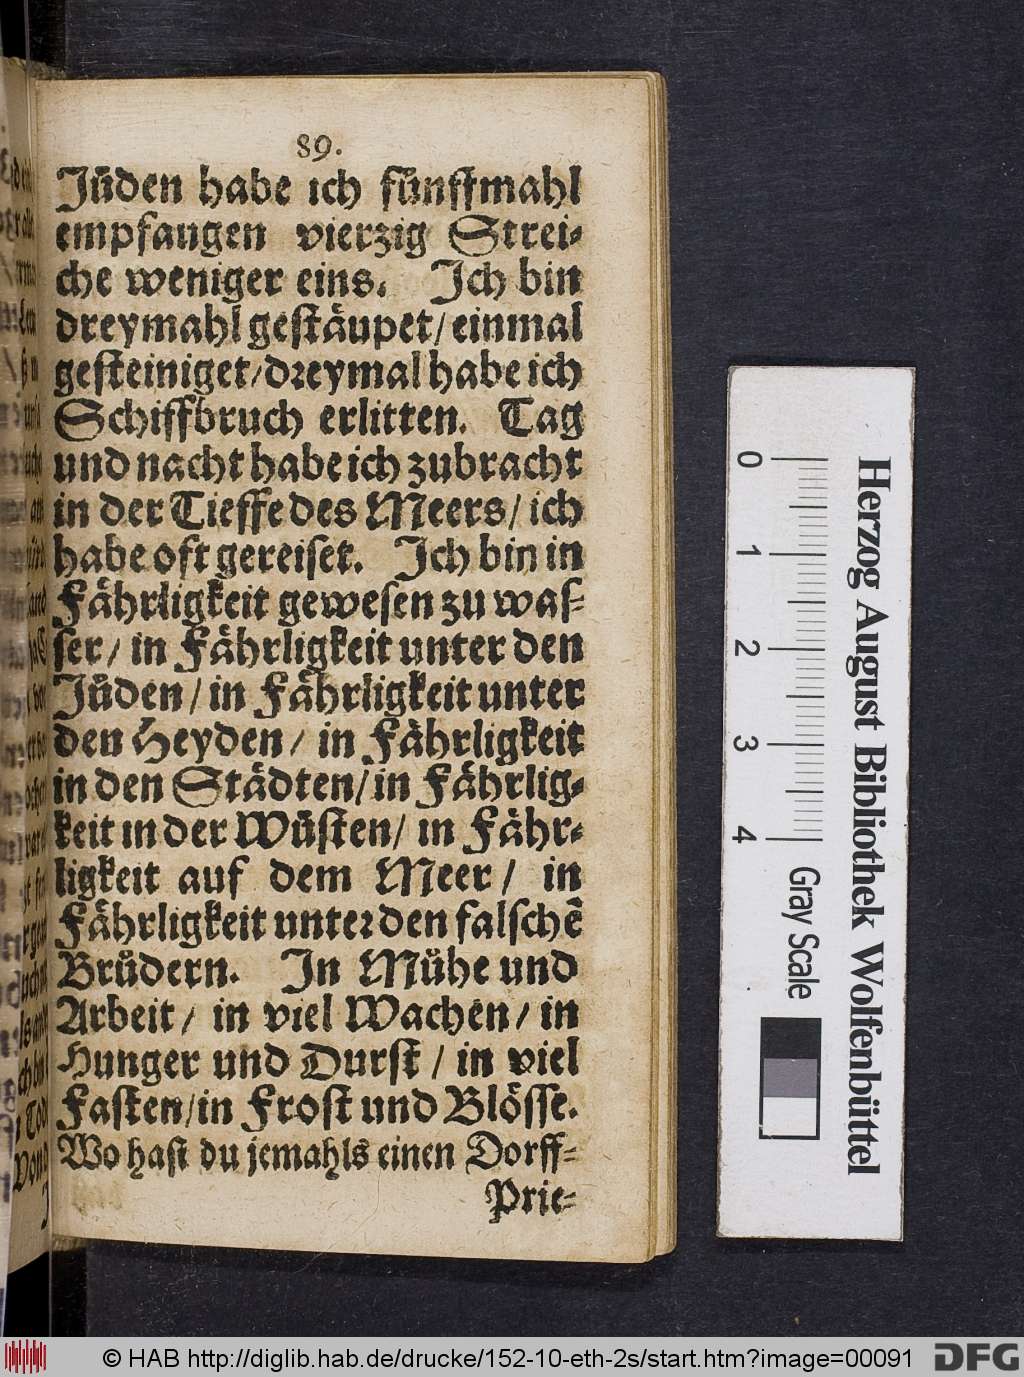 89.
Jůden habe ich fünffmahl
empfangen vierzig Strei-
che weniger eins. Ich bin
dreymahl gestäupet/ einmal
gesteiniget/ dreymal habe ich
Schiffbruch erlitten. Tag
und nacht habe ich zubracht
in der Tieffe des Meers/ ich
habe oft gereiset. Ich bin in
Fährligkeit gewesen zu was-
ser/ in Fährligkeit unter den
Jůden/ in Fährligkeit unter
den Heyden/ in Fährligkeit
in den Städten/ in Fährlig-
keit in der Wüsten/ in Fähr-
ligkeit auf dem Meer/ in
Fährligkeit unter den falschẽ
Brůdern. In Mühe und
Arbeit/ in viel Wachen/ in
Hunger und Durst/ in viel
Fasten/ in Frost und Blösse.
Wo hast du jemahls einen Dorff-
Prie-
0 1 2 3 4
Gray Scale
Herzog August Bibliothek Wolfenbüttel
© HAB http://diglib.hab.de/drucke/152-10-eth-2s/start.htm?image=00091
DFG